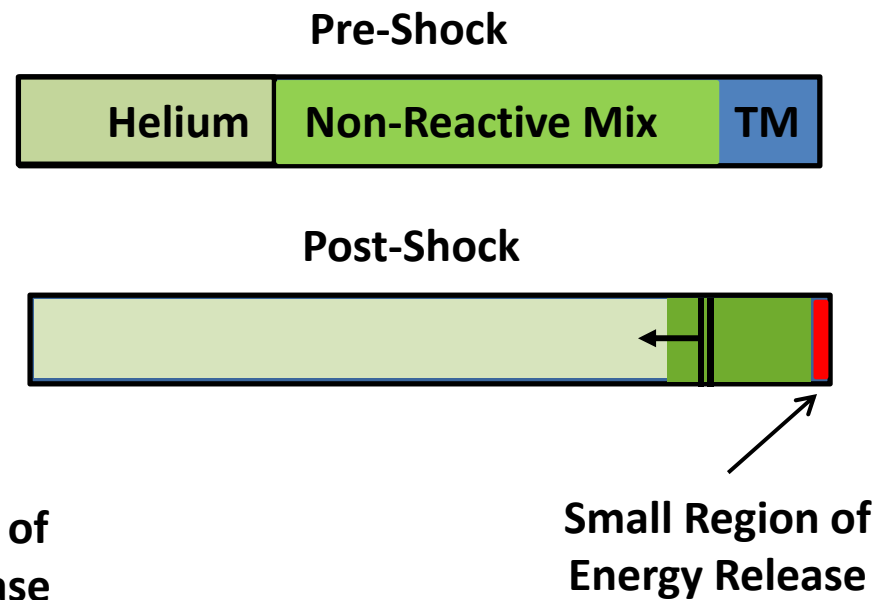 Pre-Shock
Helium Non-Reactive Mix TM
Post-Shock
of
Small Region of
Energy Release